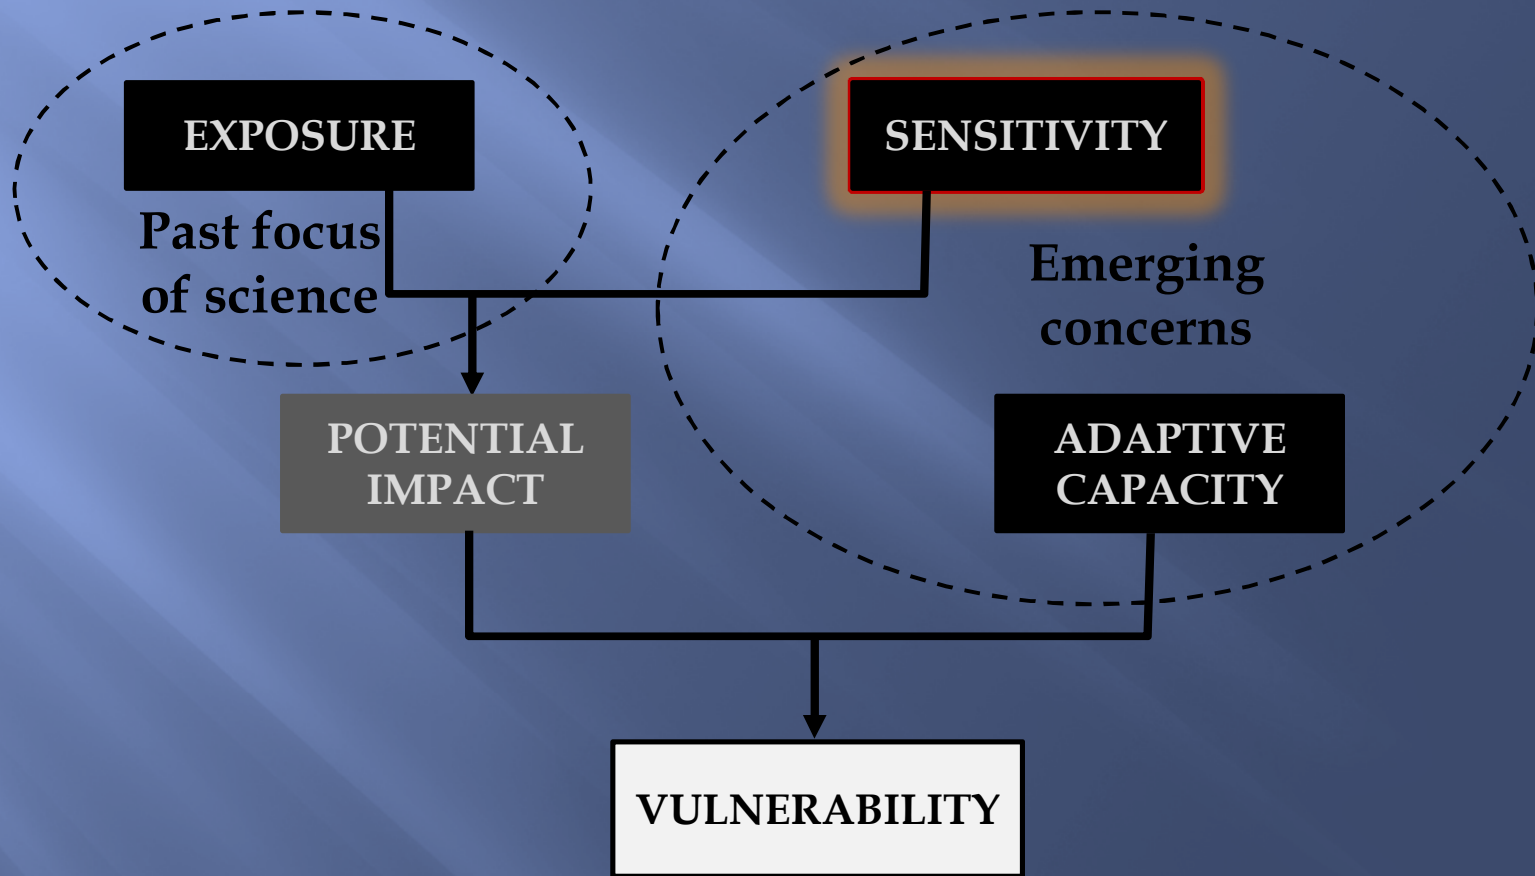 EXPOSURE
SENSITIVITY
Past focus
of science
Emerging
concerns
POTENTIAL
IMPACT
ADAPTIVE
CAPACITY
VULNERABILITY